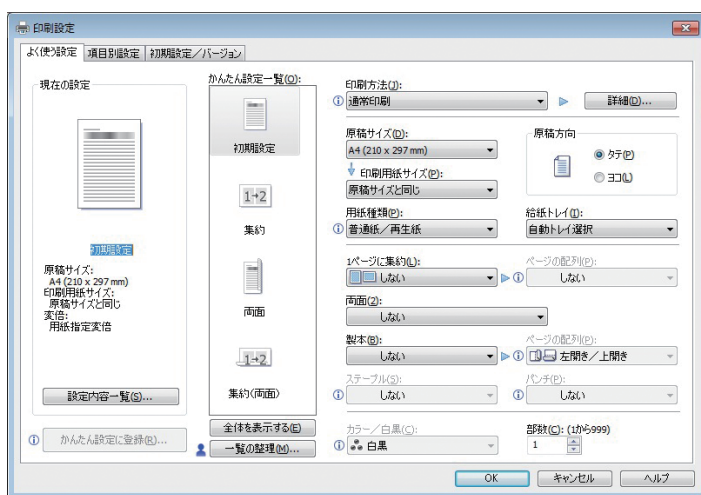 印刷設定
よく使う設定 項目別設定 初期設定／バージョン
現在の設定
初期設定
原稿サイズ:
A4 (210 x 297 mm)
印刷用紙サイズ:
原稿サイズと同じ
変倍:
用紙指定変倍
設定内容一覧(S)...
かんたん設定に登録(R)...
かんたん設定一覧(O):
初期設定
1→2
集約
両面
1→2
集約(両面)
全体を表示する(E)
一覧の整理(M)...
印刷方法(J):
通常印刷
詳細(D)...
原稿サイズ(D):
A4 (210 x 297 mm)
印刷用紙サイズ(P):
原稿サイズと同じ
原稿方向
タテ(P)
ヨコ(L)
用紙種類(P):
普通紙／再生紙
給紙トレイ(I):
自動トレイ選択
1ページに集約(L):
しない
ページの配列(P):
しない
両面(2):
しない
製本(B):
しない
ページの配列(P):
左開き／上開き
ステープル(S):
しない
パンチ(E):
しない
カラー／白黒(C):
白黒
部数(C): (1から999)
1
OK キャンセル ヘルプ